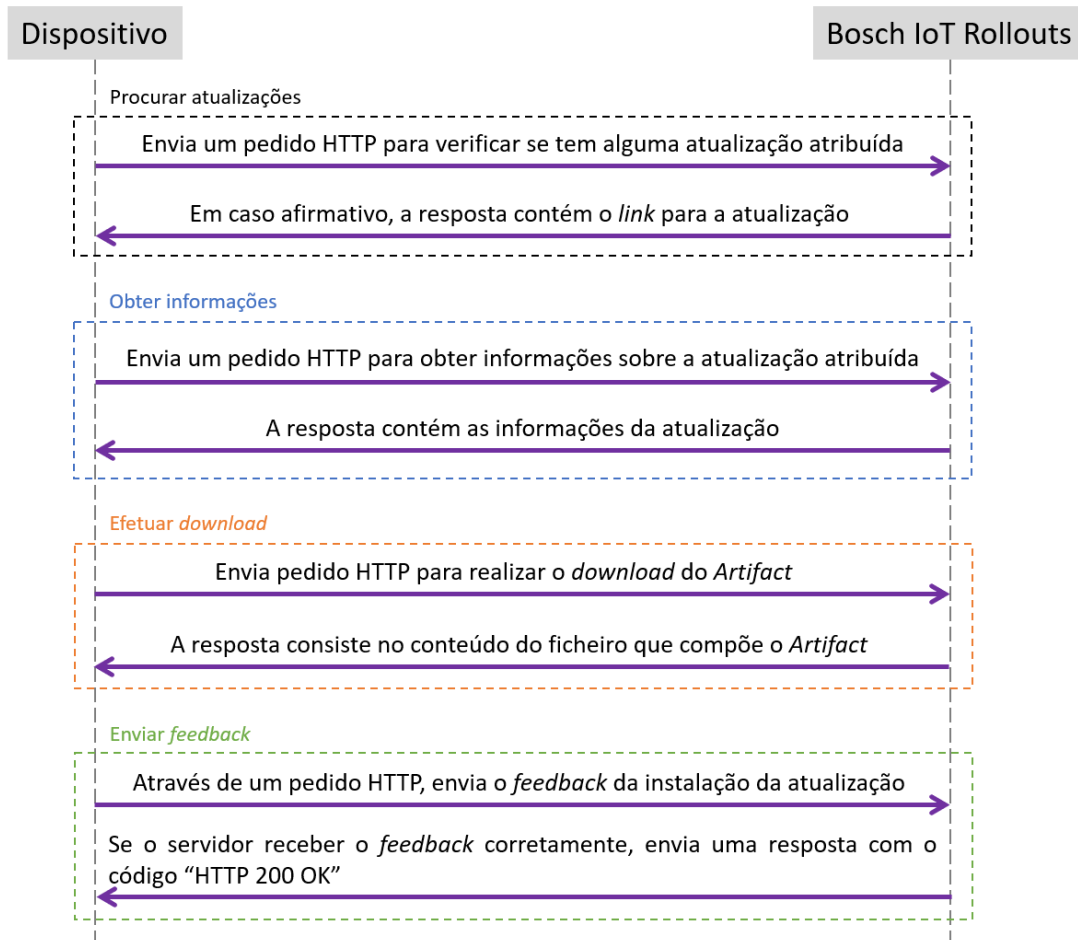 Dispositivo
Bosch IoT Rollouts
Procurar atualizações
Envia um pedido HTTP para verificar se tem alguma atualização atribuída
Em caso afirmativo, a resposta contém o link para a atualização
Obter informações
Envia um pedido HTTP para obter informações sobre a atualização atribuída
A resposta contém as informações da atualização
Efetuar download
Envia pedido HTTP para realizar o download do Artifact
A resposta consiste no conteúdo do ficheiro que compõe o Artifact
Enviar feedback
Através de um pedido HTTP, envia o feedback da instalação da atualização
Se o servidor receber o feedback corretamente, envia uma resposta com o
código “HTTP 200 OK”